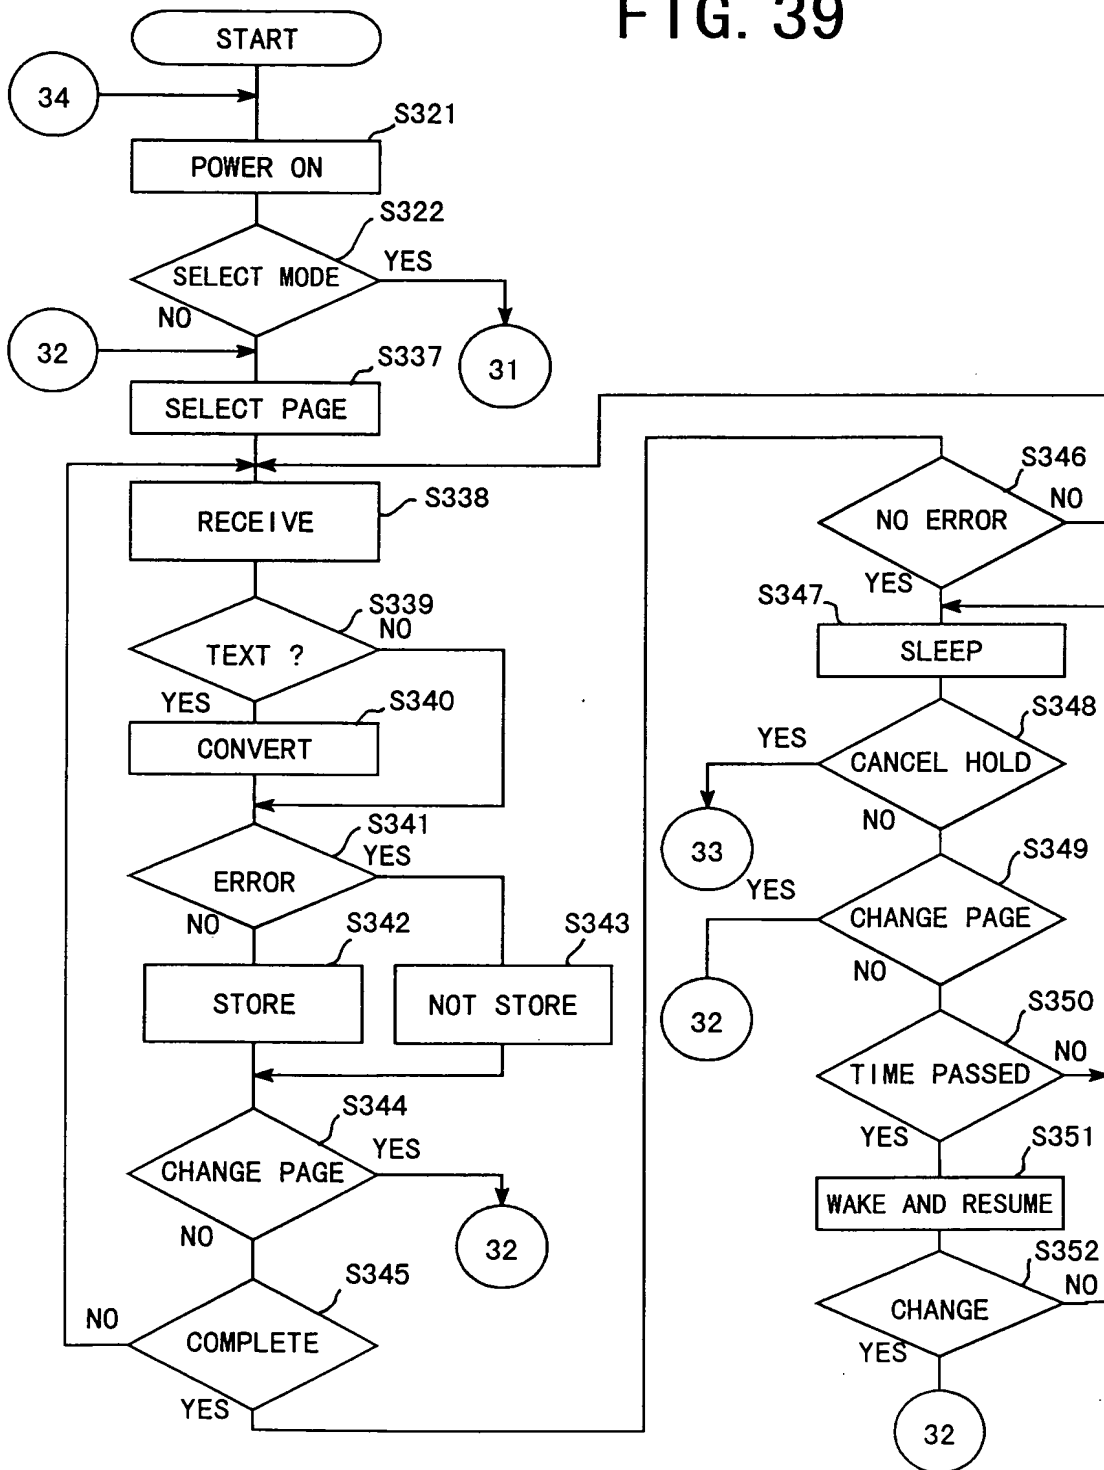 FIG. 39
START
34
S321
POWER ON
S322
SELECT MODE
YES
NO
31
32
S337
SELECT PAGE
S338
RECEIVE
S339
TEXT ?
NO
YES
S340
CONVERT
S341
ERROR
YES
NO
S342
STORE
S343
NOT STORE
S344
CHANGE PAGE
YES
NO
32
S345
COMPLETE
NO
YES
S346
NO ERROR
NO
YES
S347
SLEEP
S348
CANCEL HOLD
YES
NO
33
S349
CHANGE PAGE
YES
NO
32
S350
TIME PASSED
NO
YES
S351
WAKE AND RESUME
S352
CHANGE
NO
YES
32